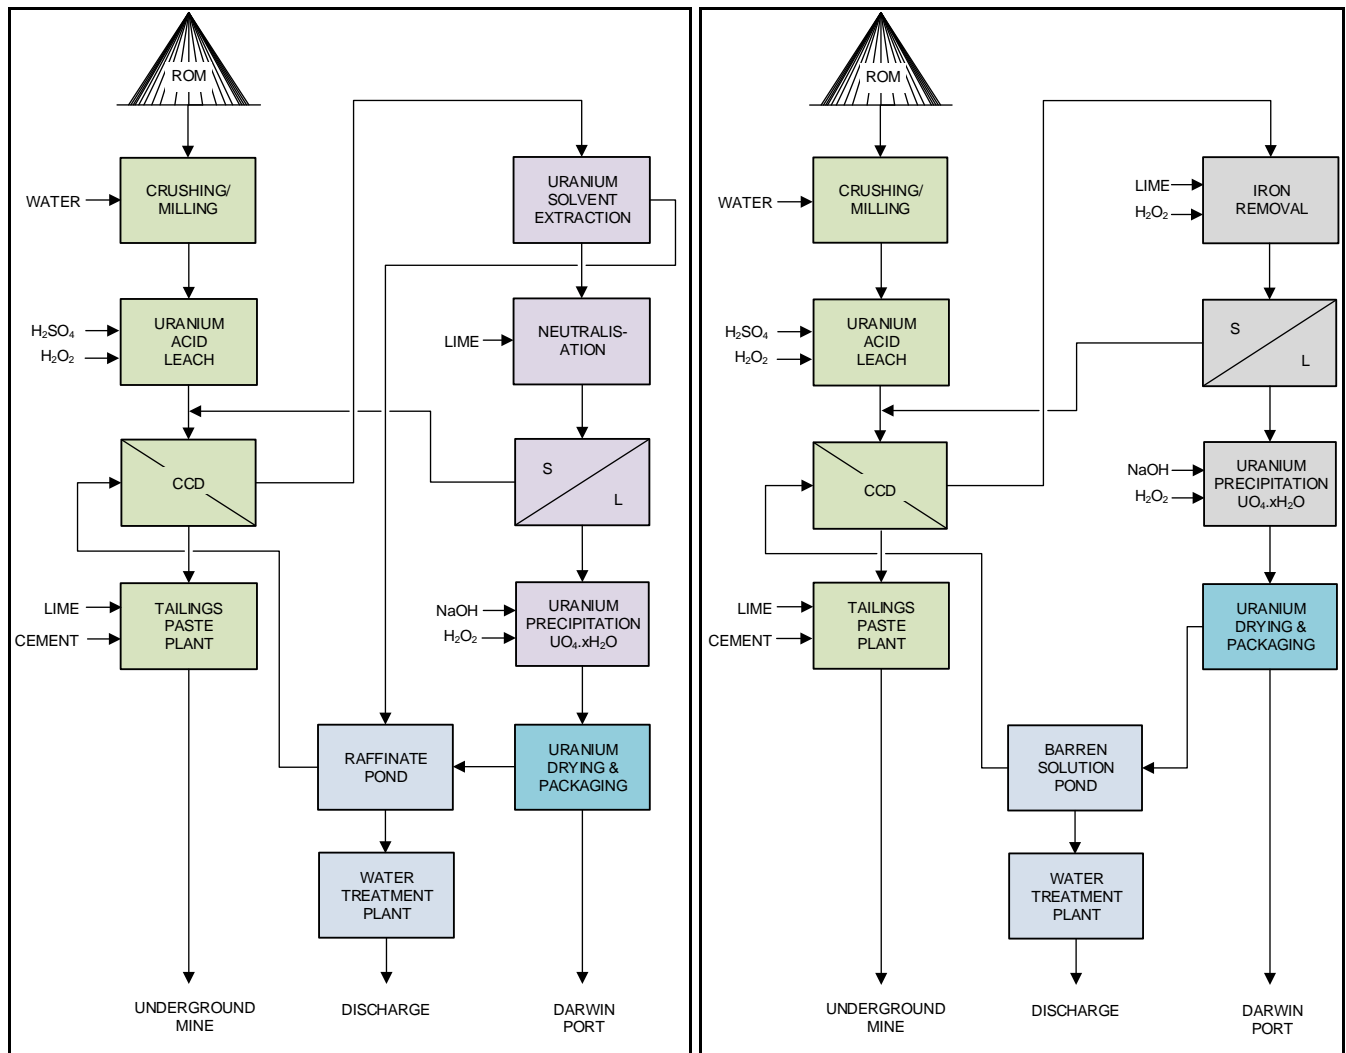 ROM
CRUSHING/
MILLING
WATER
URANIUM
SOLVENT
EXTRACTION
URANIUM
ACID
LEACH
H₂SO₄
H₂O₂
NEUTRALIS-
ATION
LIME
CCD
S
L
TAILINGS
PASTE
PLANT
LIME
CEMENT
URANIUM
PRECIPITATION
UO₄.xH₂O
NaOH
H₂O₂
RAFFINATE
POND
URANIUM
DRYING &
PACKAGING
WATER
TREATMENT
PLANT
UNDERGROUND
MINE
DISCHARGE
DARWIN
PORT
ROM
CRUSHING/
MILLING
WATER
IRON
REMOVAL
LIME
H₂O₂
URANIUM
ACID
LEACH
H₂SO₄
H₂O₂
S
L
CCD
URANIUM
PRECIPITATION
UO₄.xH₂O
NaOH
H₂O₂
TAILINGS
PASTE
PLANT
LIME
CEMENT
URANIUM
DRYING &
PACKAGING
BARREN
SOLUTION
POND
WATER
TREATMENT
PLANT
UNDERGROUND
MINE
DISCHARGE
DARWIN
PORT